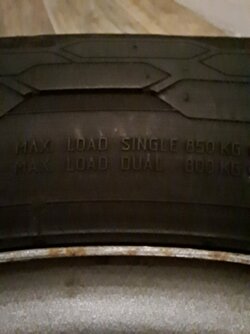 MAX. LOAD SINGLE 850 KG
MAX. LOAD DUAL 800 KG